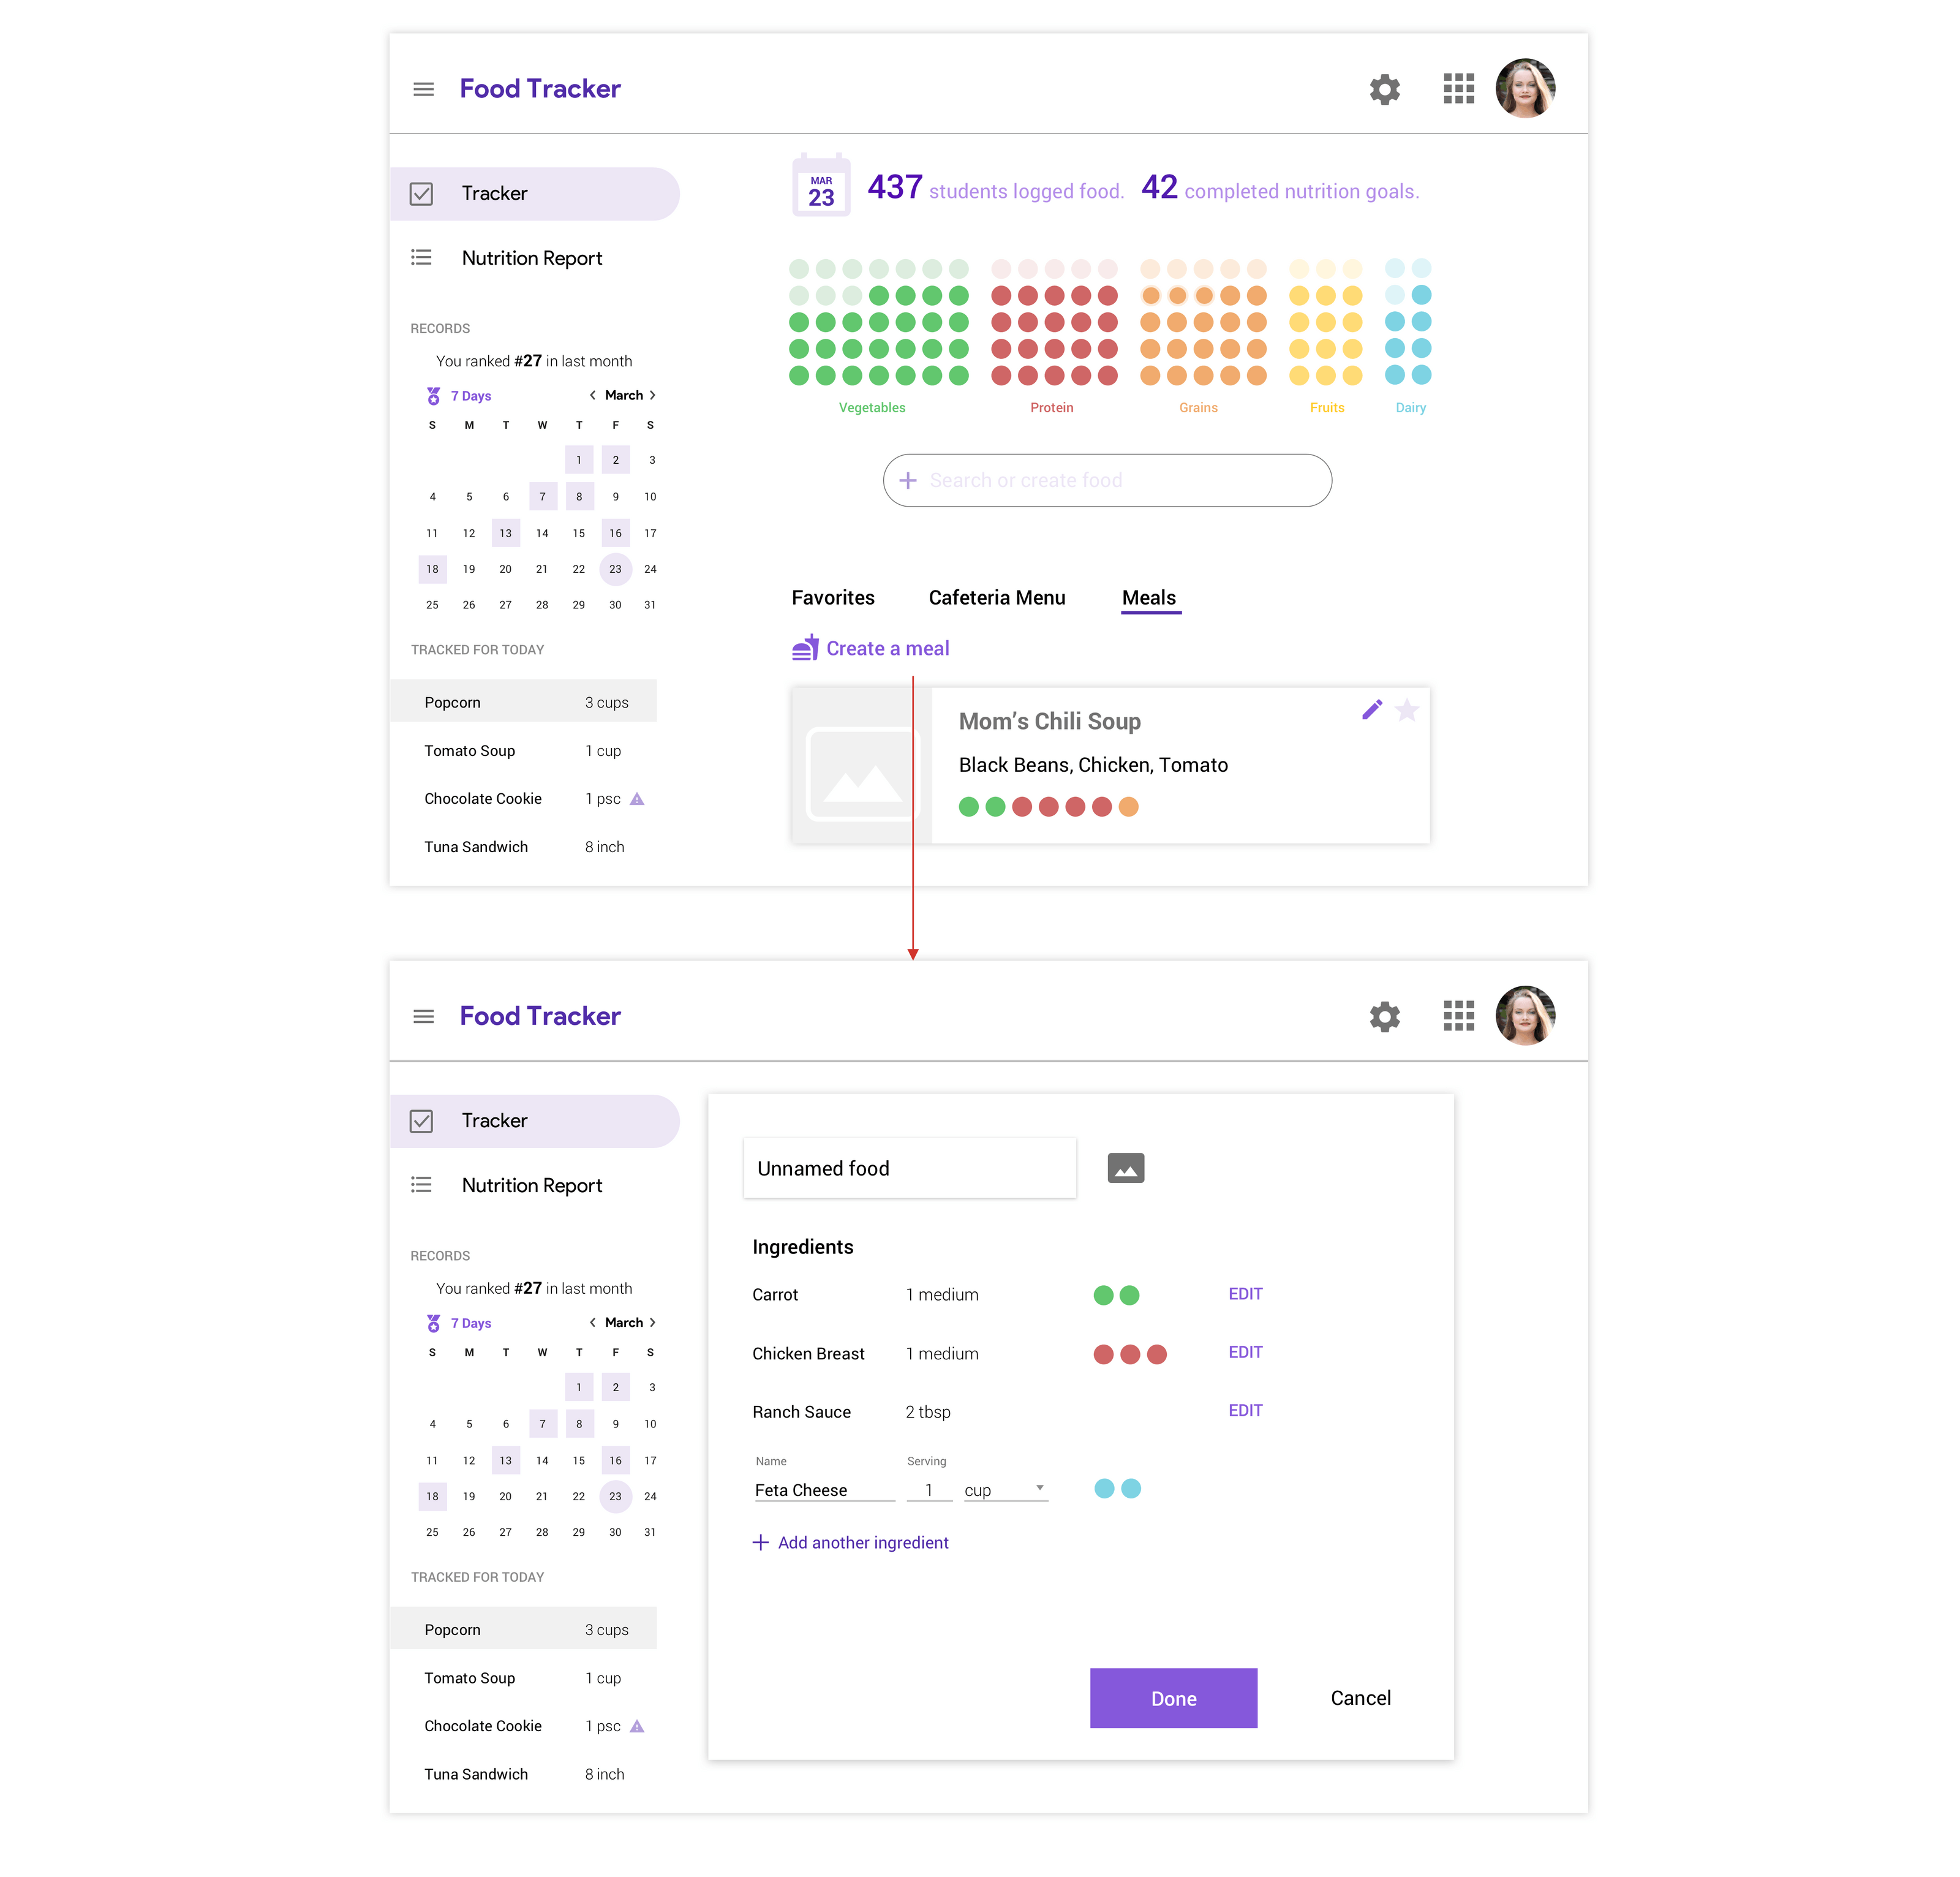 Food Tracker
Tracker
Nutrition Report
RECORDS
You ranked #27 in last month
7 Days March
S M T W T F S
1 2 3
4 5 6 7 8 9 10
11 12 13 14 15 16 17
18 19 20 21 22 23 24
25 26 27 28 29 30 31
TRACKED FOR TODAY
Popcorn 3 cups
Tomato Soup 1 cup
Chocolate Cookie 1 psc
Tuna Sandwich 8 inch
MAR
23
437 students logged food. 42 completed nutrition goals.
Vegetables Protein Grains Fruits Dairy
Search or create food
Favorites Cafeteria Menu Meals
Create a meal
Mom’s Chili Soup
Black Beans, Chicken, Tomato
Food Tracker
Tracker
Nutrition Report
RECORDS
You ranked #27 in last month
7 Days March
S M T W T F S
1 2 3
4 5 6 7 8 9 10
11 12 13 14 15 16 17
18 19 20 21 22 23 24
25 26 27 28 29 30 31
TRACKED FOR TODAY
Popcorn 3 cups
Tomato Soup 1 cup
Chocolate Cookie 1 psc
Tuna Sandwich 8 inch
Unnamed food
Ingredients
Carrot 1 medium EDIT
Chicken Breast 1 medium EDIT
Ranch Sauce 2 tbsp EDIT
Name Serving
Feta Cheese 1 cup
Add another ingredient
Done Cancel